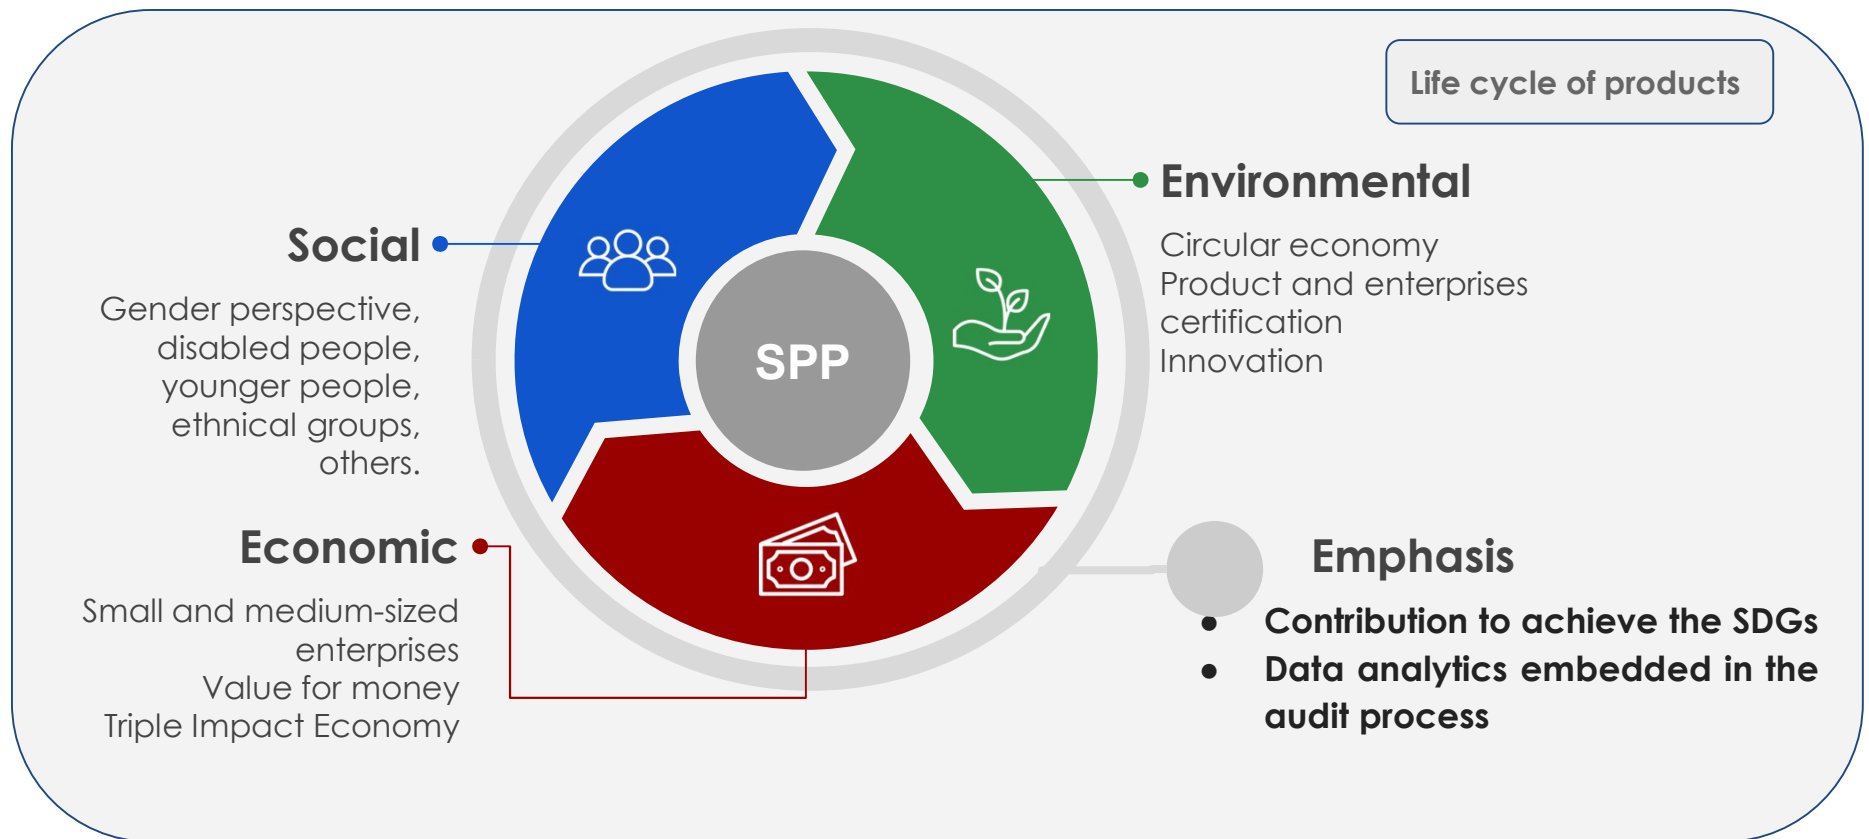 Life cycle of products
Environmental
Circular economy
Product and enterprises
certification
Innovation
Social
Gender perspective,
disabled people,
younger people,
ethnical groups,
others.
SPP
Economic
Small and medium-sized
enterprises
Value for money
Triple Impact Economy
Emphasis
● Contribution to achieve the SDGs
● Data analytics embedded in the
audit process